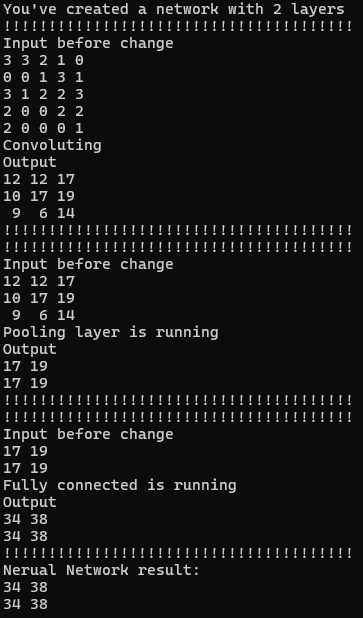 You've created a network with 2 layers
!!!!!!!!!!!!!!!!!!!!!!!!!!!!!!!!!!!!!!!
Input before change
3 3 2 1 0
0 0 1 3 1
3 1 2 2 3
2 0 0 2 2
2 0 0 0 1
Convoluting
Output
12 12 17
10 17 19
 9  6 14
!!!!!!!!!!!!!!!!!!!!!!!!!!!!!!!!!!!!!!!
!!!!!!!!!!!!!!!!!!!!!!!!!!!!!!!!!!!!!!!
Input before change
12 12 17
10 17 19
 9  6 14
Pooling layer is running
Output
17 19
17 19
!!!!!!!!!!!!!!!!!!!!!!!!!!!!!!!!!!!!!!!
!!!!!!!!!!!!!!!!!!!!!!!!!!!!!!!!!!!!!!!
Input before change
17 19
17 19
Fully connected is running
Output
34 38
34 38
!!!!!!!!!!!!!!!!!!!!!!!!!!!!!!!!!!!!!!!
Nerual Network result:
34 38
34 38